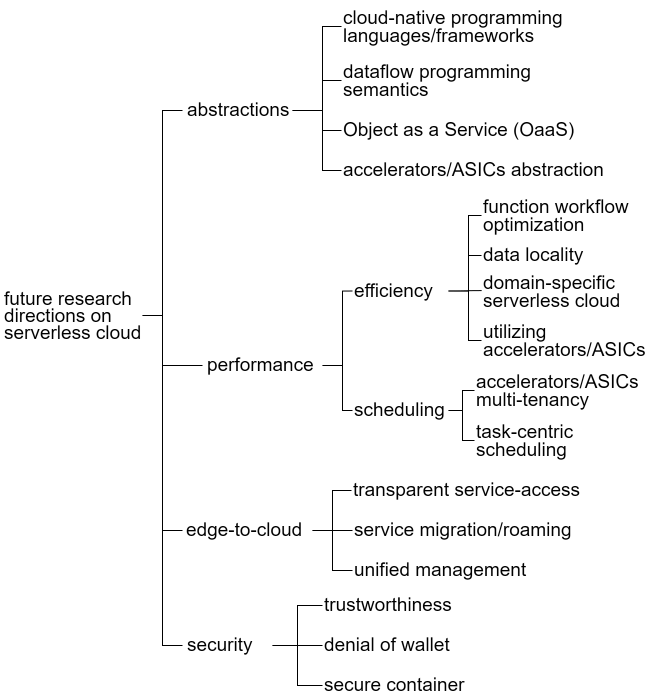 future research
directions on
serverless cloud
abstractions
cloud-native programming
languages/frameworks
dataflow programming
semantics
Object as a Service (OaaS)
accelerators/ASICs abstraction
performance
efficiency
function workflow
optimization
data locality
domain-specific
serverless cloud
utilizing
accelerators/ASICs
scheduling
accelerators/ASICs
multi-tenancy
task-centric
scheduling
edge-to-cloud
transparent service-access
service migration/roaming
unified management
security
trustworthiness
denial of wallet
secure container